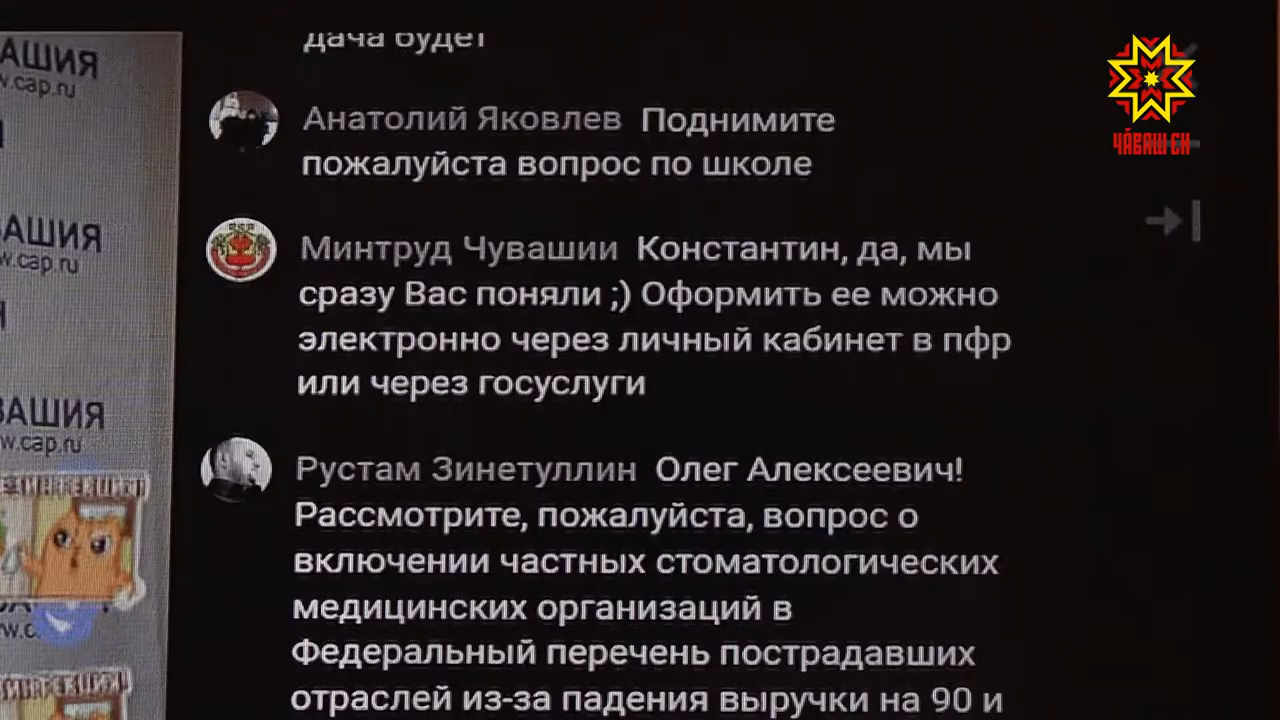 дача будет
Анатолий Яковлев Поднимите
пожалуйста вопрос по школе
Минтруд Чувашии Константин, да, мы
сразу Вас поняли ;) Оформить ее можно
электронно через личный кабинет в пфр
или через госуслуги
Рустам Зинетуллин Олег Алексеевич!
Рассмотрите, пожалуйста, вопрос о
включении частных стоматологических
медицинских организаций в
Федеральный перечень пострадавших
отраслей из-за падения выручки на 90 и
ЧӐВАШ ЕН
АШИЯ
w.cap.ru
ВАШИЯ
w.cap.ru
ВАШИЯ
w.cap.ru